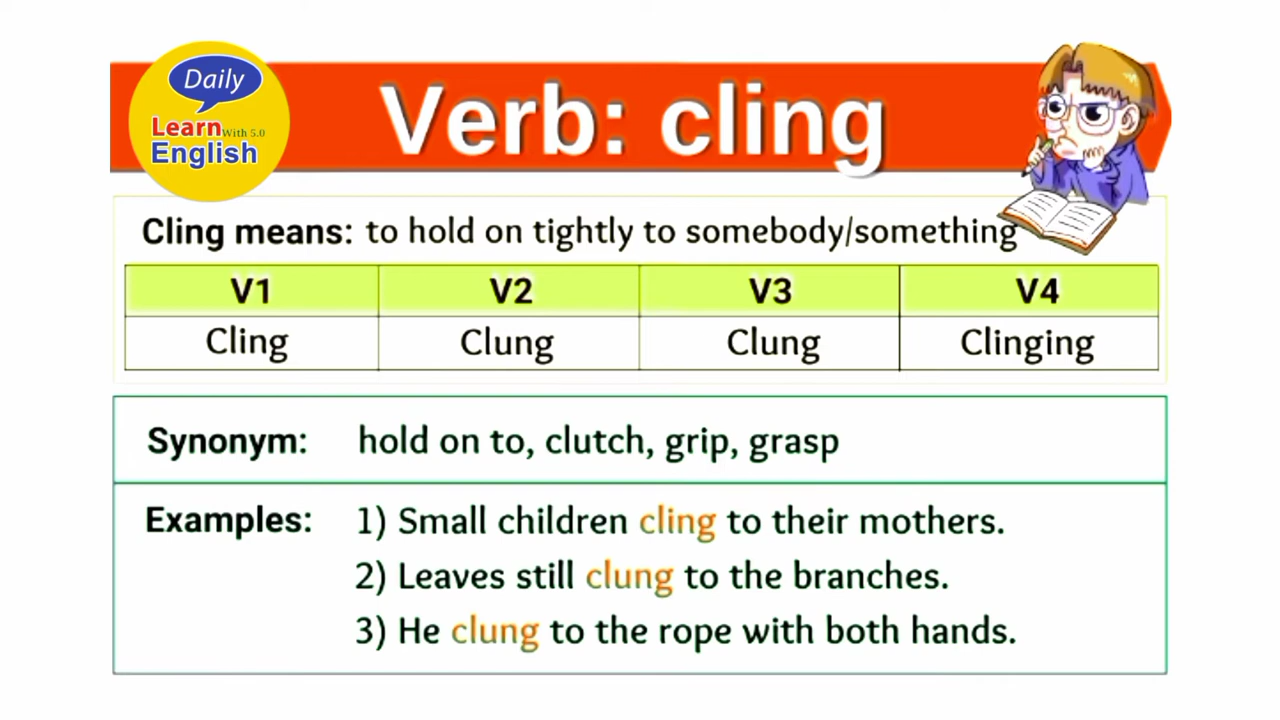 Daily
Learn With 5.0
English
Verb: cling
Cling means: to hold on tightly to somebody/something
V1 V2 V3 V4
Cling Clung Clung Clinging
Synonym: hold on to, clutch, grip, grasp
Examples: 1) Small children cling to their mothers.
2) Leaves still clung to the branches.
3) He clung to the rope with both hands.